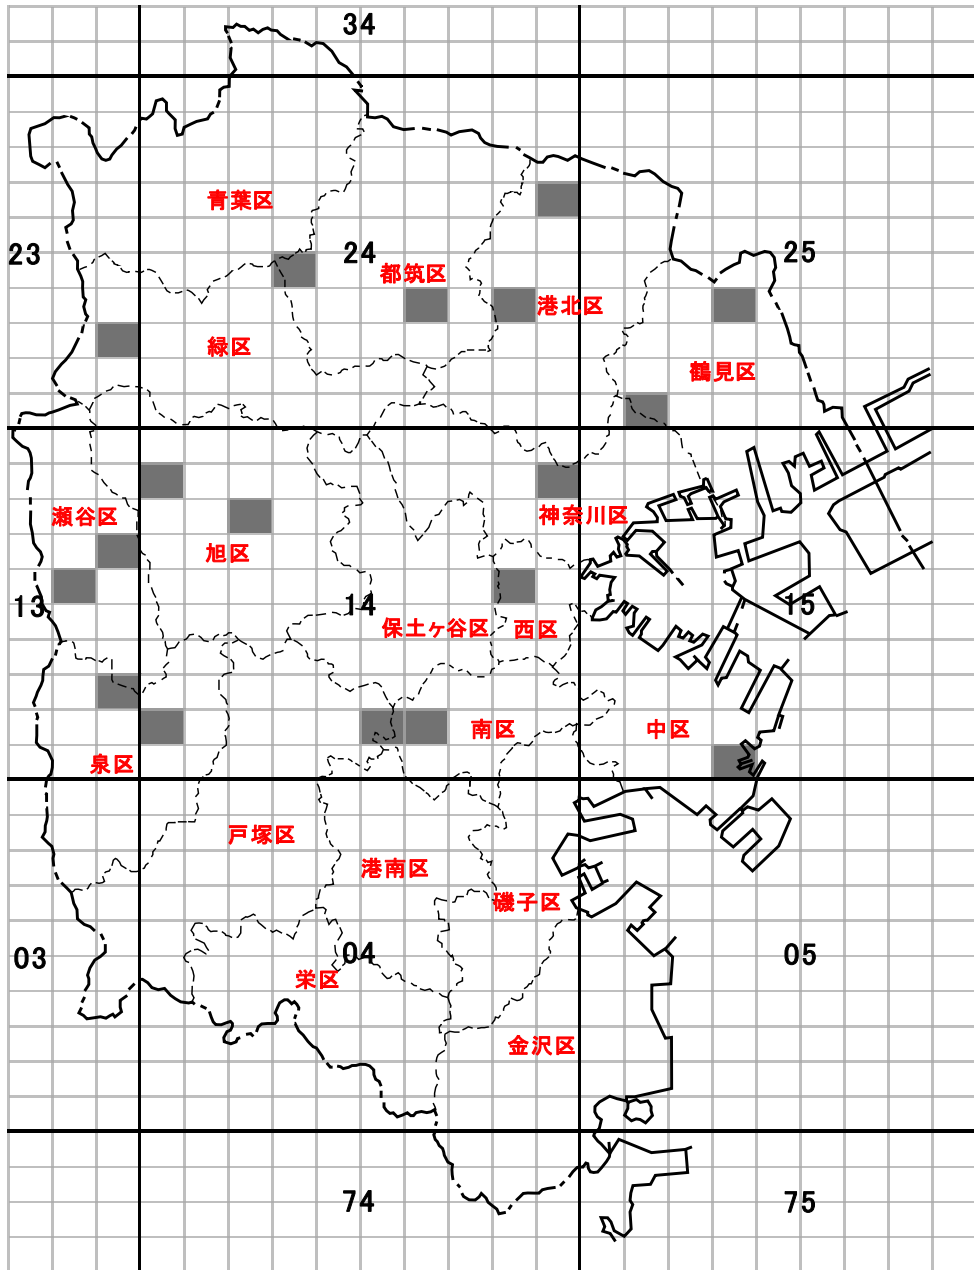 34
青葉区
23
24
25
都筑区
港北区
緑区
鶴見区
瀬谷区
神奈川区
旭区
13
14
15
保土ヶ谷区
西区
南区
中区
泉区
戸塚区
港南区
磯子区
03
04
05
栄区
金沢区
74
75